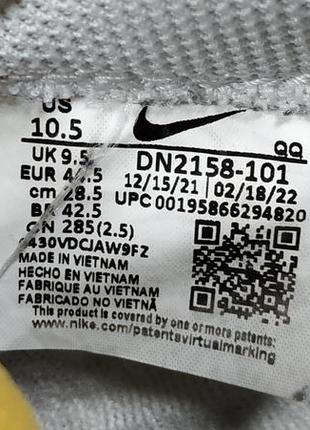 US
10.5
QQ
UK 9.5 DN2158-101
EUR 44.5 12/15/21 02/18/22
cm 28.5 UPC 00195866294820
BR 42.5
CN 285(2.5)
MADE IN VIETNAM
HECHO EN VIETNAM
FABRIQUE AU VIETNAM
FABRICADO NO VIETNÃ
This product is covered by one or more patents. See
www.nike.com/patentsvirtualmarking